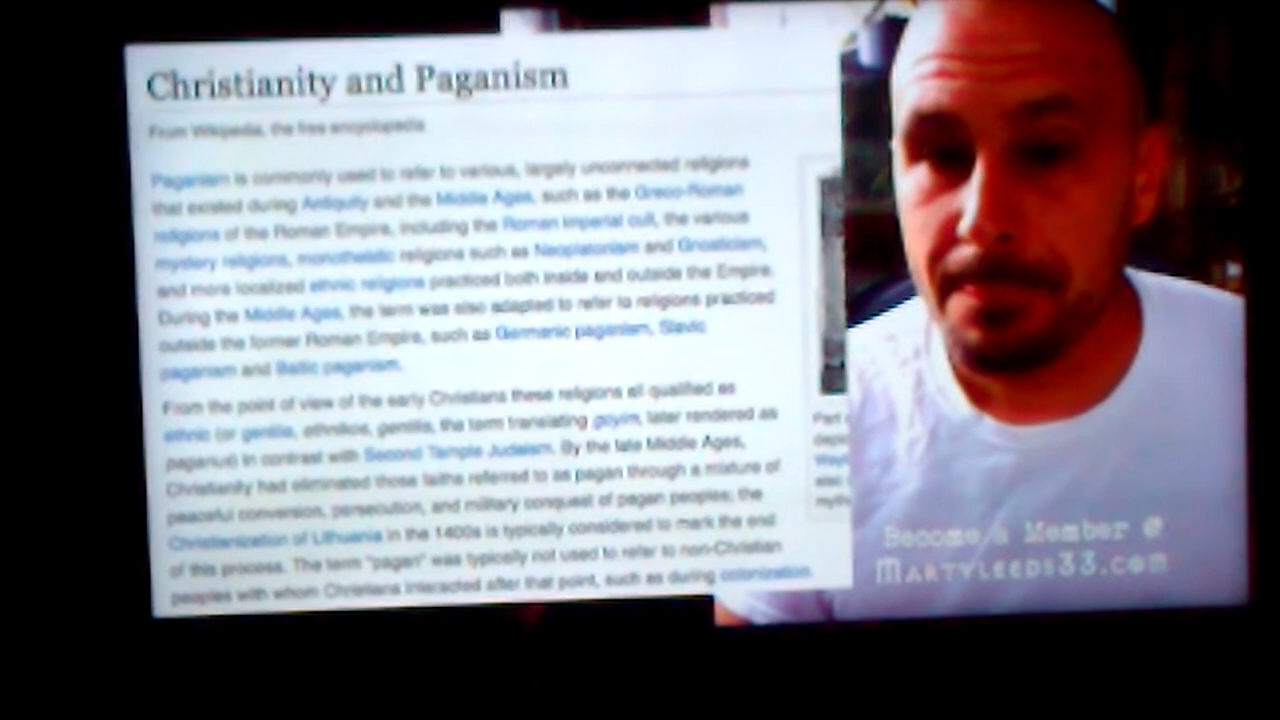 Christianity and Paganism
From Wikipedia, the free encyclopedia
Paganism is commonly used to refer to various, largely unconnected religions
that existed during Antiquity and the Middle Ages, such as the Greco-Roman
religions of the Roman Empire, including the Roman Imperial cult, the various
mystery religions, monotheistic religions such as Neoplatonism and Gnosticism,
and more localized ethnic religions practiced both inside and outside the Empire.
During the Middle Ages, the term was also adapted to refer to religions practiced
outside the former Roman Empire, such as Germanic paganism, Slavic
paganism and Baltic paganism.
From the point of view of the early Christians these religions all qualified as
ethnic (or gentile, ethnikos, gentilis, the term translating goyim, later rendered as
paganus) in contrast with Second Temple Judaism. By the late Middle Ages,
Christianity had eliminated those faiths referred to as pagan through a mixture of
peaceful conversion, persecution, and military conquest of pagan peoples; the
Christianization of Lithuania in the 1400s is typically considered to mark the end
of this process. The term "pagan" was typically not used to refer to non-Christian
peoples with whom Christians interacted after that point, such as during colonization.
Part
also
Become a Member @
MartyLeeds33.com